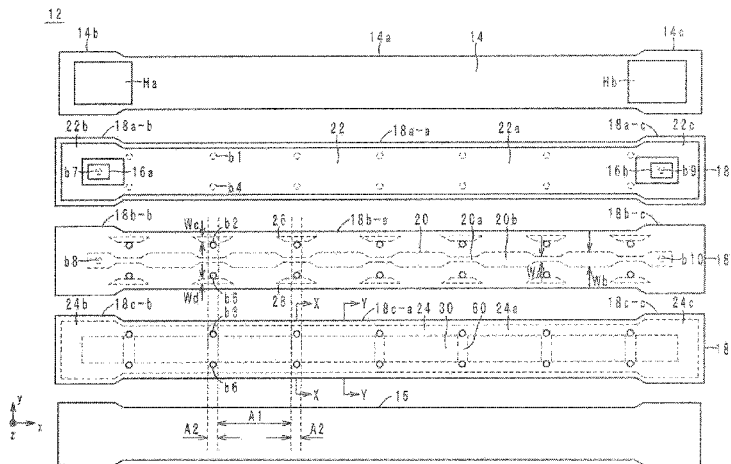 12
14b 14a 14 14c
Ha Hb
22b 18a-b 22 18a-a 22a 18a-c 22c
b7 16a b1 b4 16b b9 18
18b-b Wc b2 26 18b-a 20 20a 20b 18b-c
b8 Wd b5 28 Wb b10 18
24b 18c-b b3 X Y 18c-a 24 30 60 24a 18c-c 24c
b6 X Y 18
A1 15
A2 A2
y
z x